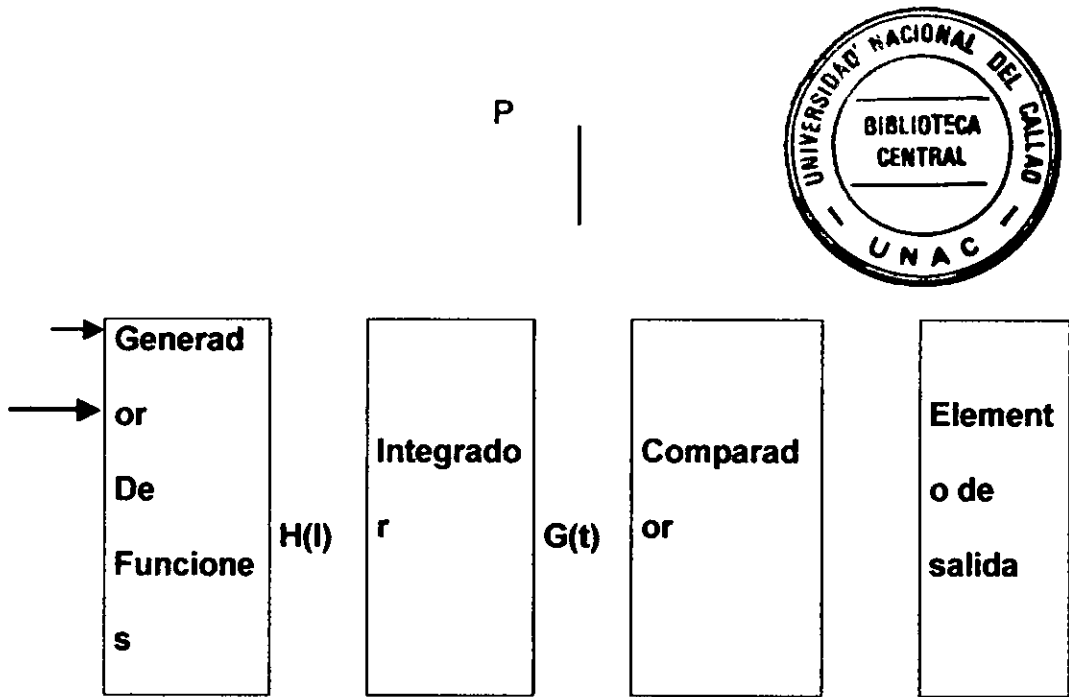 P
UNIVERSIDAD NACIONAL DEL CALLAO
BIBLIOTECA
CENTRAL
— UNAC —
Generad
or
De
Funcione
s
H(I)
Integrado
r
G(t)
Comparad
or
Element
o de
salida